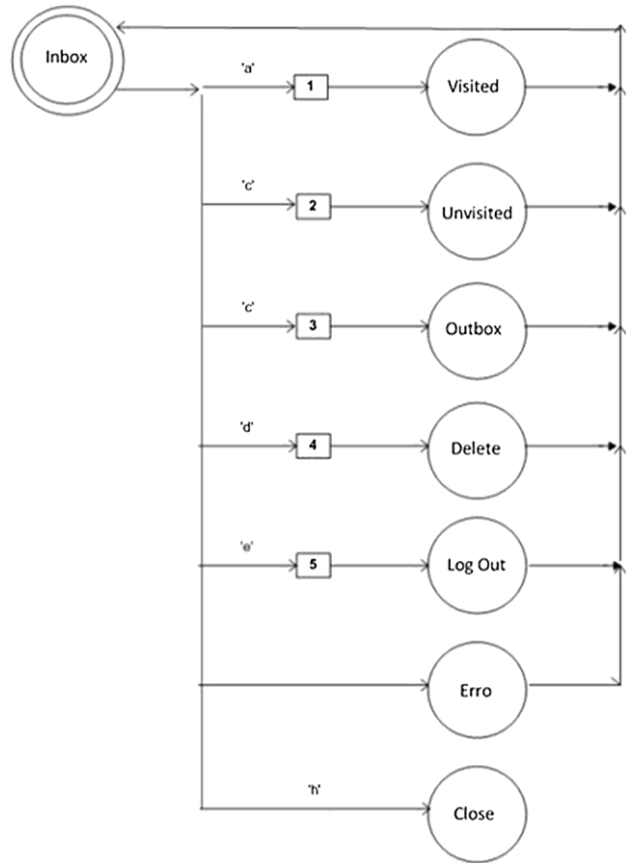 Inbox
'a'
1
Visited
'c'
2
Unvisited
'c'
3
Outbox
'd'
4
Delete
'e'
5
Log Out
Erro
'h'
Close